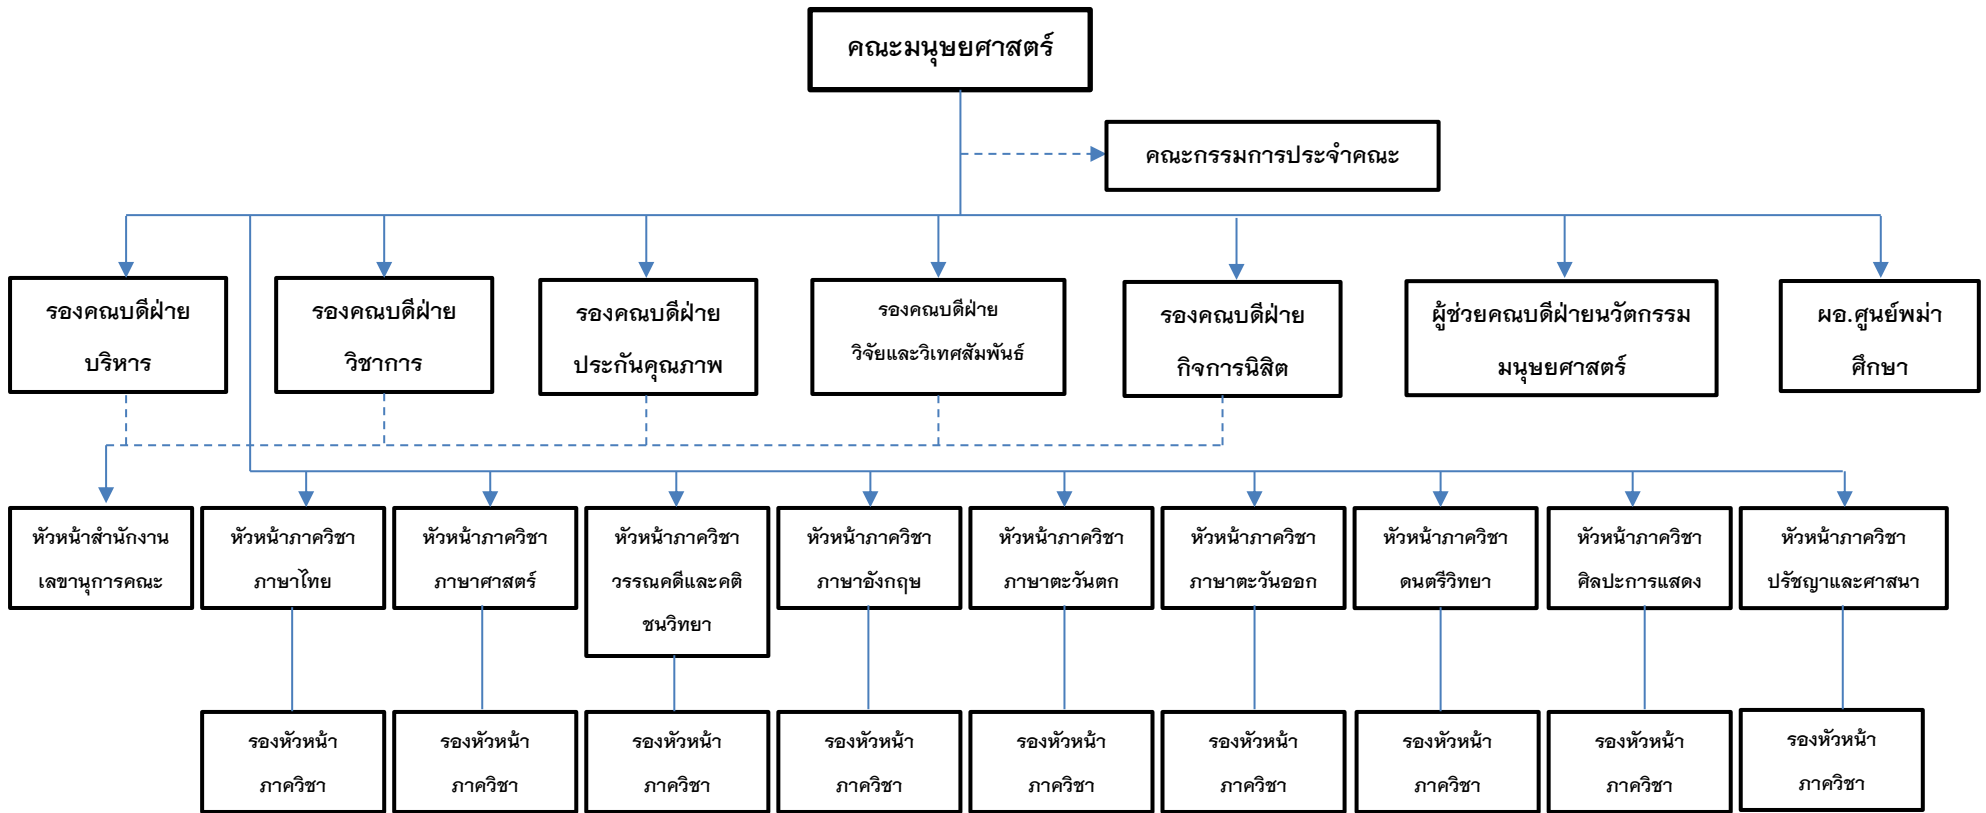 คณะมนุษยศาสตร์
คณะกรรมการประจำคณะ
รองคณบดีฝ่าย
บริหาร
รองคณบดีฝ่าย
วิชาการ
รองคณบดีฝ่าย
ประกันคุณภาพ
รองคณบดีฝ่าย
วิจัยและวิเทศสัมพันธ์
รองคณบดีฝ่าย
กิจการนิสิต
ผู้ช่วยคณบดีฝ่ายนวัตกรรม
มนุษยศาสตร์
ผอ.ศูนย์พม่า
ศึกษา
หัวหน้าสำนักงาน
เลขานุการคณะ
หัวหน้าภาควิชา
ภาษาไทย
หัวหน้าภาควิชา
ภาษาศาสตร์
หัวหน้าภาควิชา
วรรณคดีและคติ
ชนวิทยา
หัวหน้าภาควิชา
ภาษาอังกฤษ
หัวหน้าภาควิชา
ภาษาตะวันตก
หัวหน้าภาควิชา
ภาษาตะวันออก
หัวหน้าภาควิชา
ดนตรีวิทยา
หัวหน้าภาควิชา
ศิลปะการแสดง
หัวหน้าภาควิชา
ปรัชญาและศาสนา
รองหัวหน้า
ภาควิชา
รองหัวหน้า
ภาควิชา
รองหัวหน้า
ภาควิชา
รองหัวหน้า
ภาควิชา
รองหัวหน้า
ภาควิชา
รองหัวหน้า
ภาควิชา
รองหัวหน้า
ภาควิชา
รองหัวหน้า
ภาควิชา
รองหัวหน้า
ภาควิชา